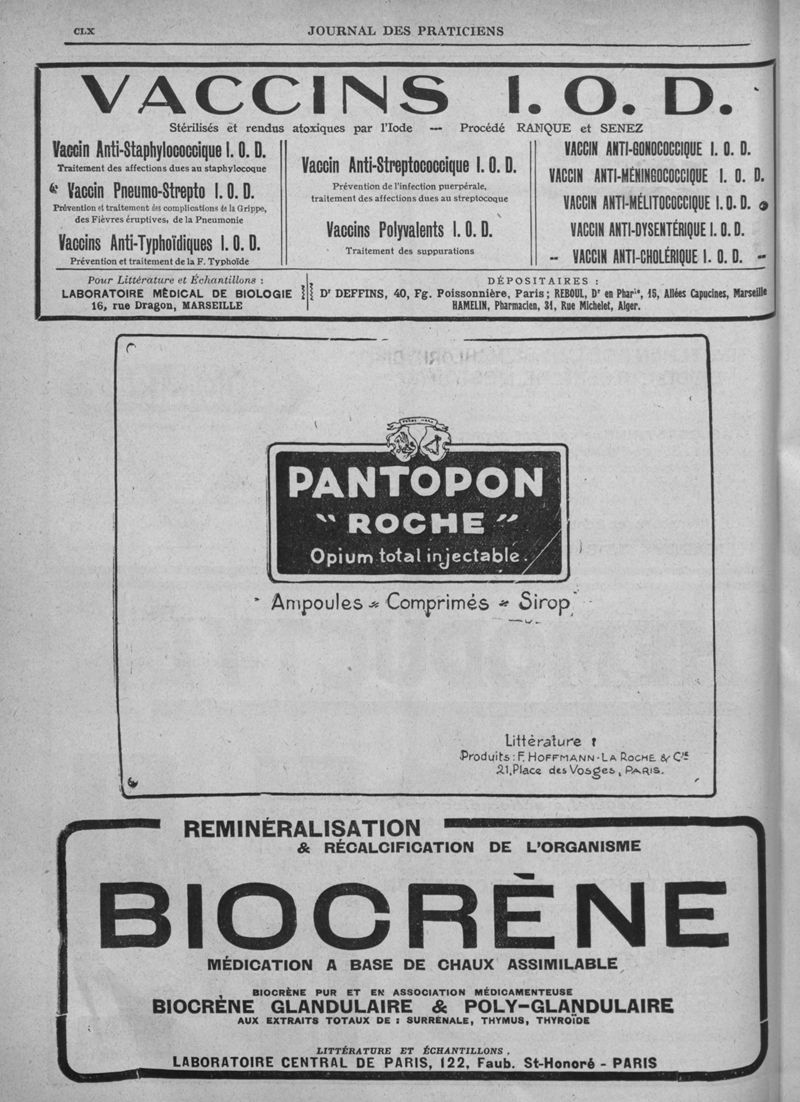 CLX
JOURNAL DES PRATICIENS
VACCINS I. O. D.
Stérilisés et rendus atoxiques par l'Iode — Procédé RANQUE et SENEZ
Vaccin Anti-Staphylococcique I. O. D.
Traitement des affections dues au staphylocoque
Vaccin Pneumo-Strepto I. O. D.
Prévention et traitement des complications de la Grippe,
des Fièvres éruptives, de la Pneumonie
Vaccins Anti-Typhoïdiques I. O. D.
Prévention et traitement de la F. Typhoïde
Vaccin Anti-Streptococcique I. O. D.
Prévention de l'infection puerpérale,
traitement des affections dues au streptocoque
Vaccins Polyvalents I. O. D.
Traitement des suppurations
VACCIN ANTI-GONOCOCCIQUE I. O. D.
VACCIN ANTI-MÉNINGOCOCCIQUE I. O. D.
VACCIN ANTI-MÉLITOCOCCIQUE I. O. D.
VACCIN ANTI-DYSENTÉRIQUE I. O. D.
— VACCIN ANTI-CHOLÉRIQUE I. O. D. —
Pour Littérature et Échantillons :
LABORATOIRE MÉDICAL DE BIOLOGIE
16, rue Dragon, MARSEILLE
DÉPOSITAIRES :
Dr DEFFINS, 40, Fg. Poissonnière, Paris ; REBOUL, Dr en Phar<sup>ie</sup>, 15, Allées Capucines, Marseille
HAMELIN, Pharmacien, 31, Rue Michelet, Alger.
PANTOPON
"ROCHE"
Opium total injectable.
Ampoules Comprimés Sirop
Littérature
Produits : F. HOFFMANN-LA ROCHE & Cie
21, Place des Vosges, PARIS.
REMINÉRALISATION
& RÉCALCIFICATION DE L'ORGANISME
BIOCRÈNE
MÉDICATION A BASE DE CHAUX ASSIMILABLE
BIOCRÈNE PUR ET EN ASSOCIATION MÉDICAMENTEUSE
BIOCRÈNE GLANDULAIRE & POLY-GLANDULAIRE
AUX EXTRAITS TOTAUX DE : SURRÉNALE, THYMUS, THYROÏDE
LITTÉRATURE ET ÉCHANTILLONS.
LABORATOIRE CENTRAL DE PARIS, 122, Faub. St-Honoré - PARIS